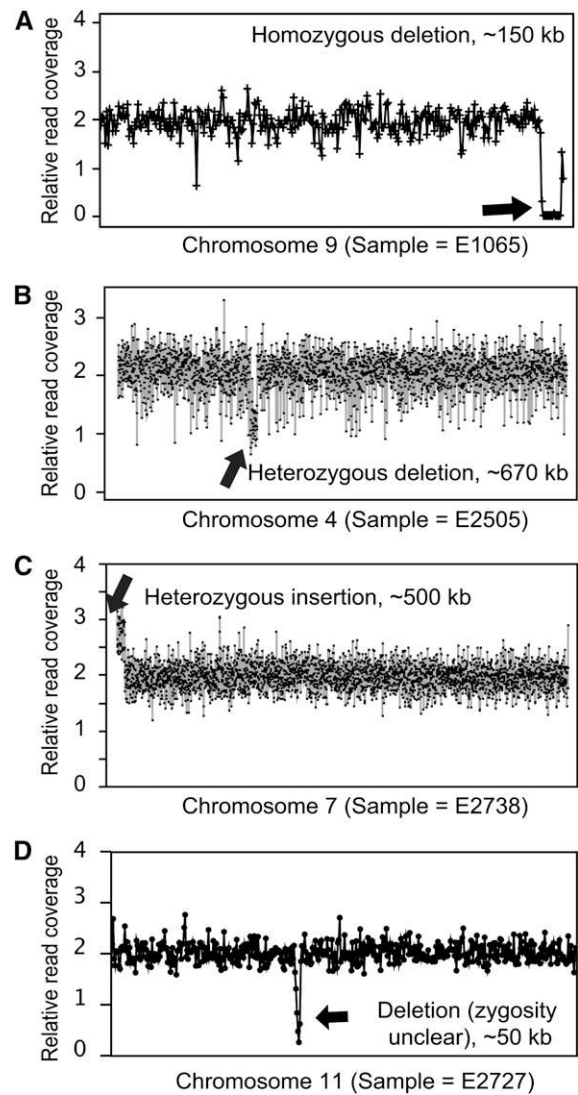 A
Relative read coverage
4
3
2
1
0
Homozygous deletion, ~150 kb
Chromosome 9 (Sample = E1065)
B
Relative read coverage
3
2
1
0
Heterozygous deletion, ~670 kb
Chromosome 4 (Sample = E2505)
C
Relative read coverage
4
3
2
1
0
Heterozygous insertion, ~500 kb
Chromosome 7 (Sample = E2738)
D
Relative read coverage
4
3
2
1
0
Deletion (zygosity
unclear), ~50 kb
Chromosome 11 (Sample = E2727)